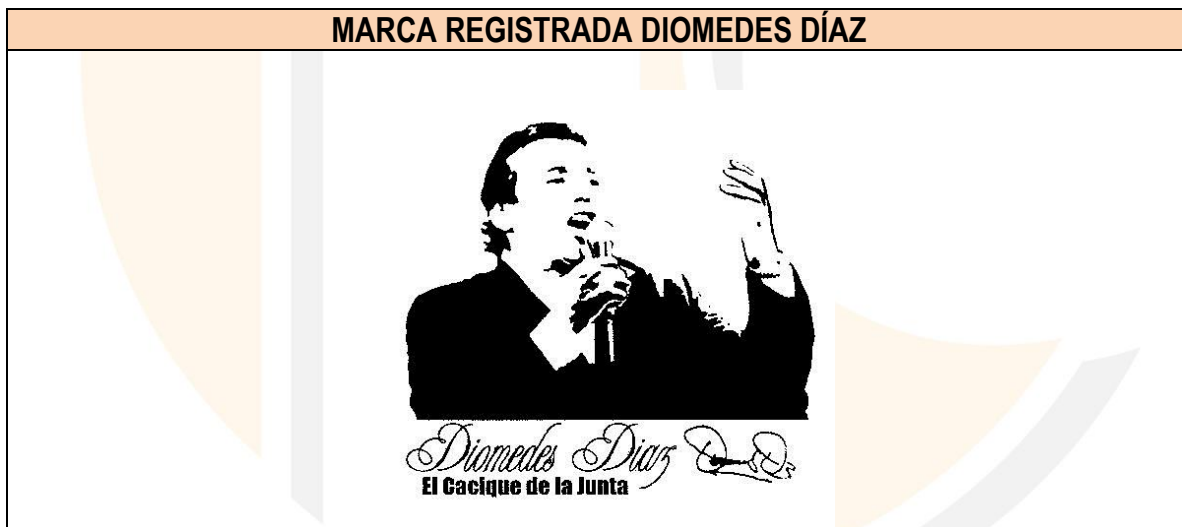 MARCA REGISTRADA DIOMEDES DÍAZ
Diomedes Diaz
El Cacique de la Junta